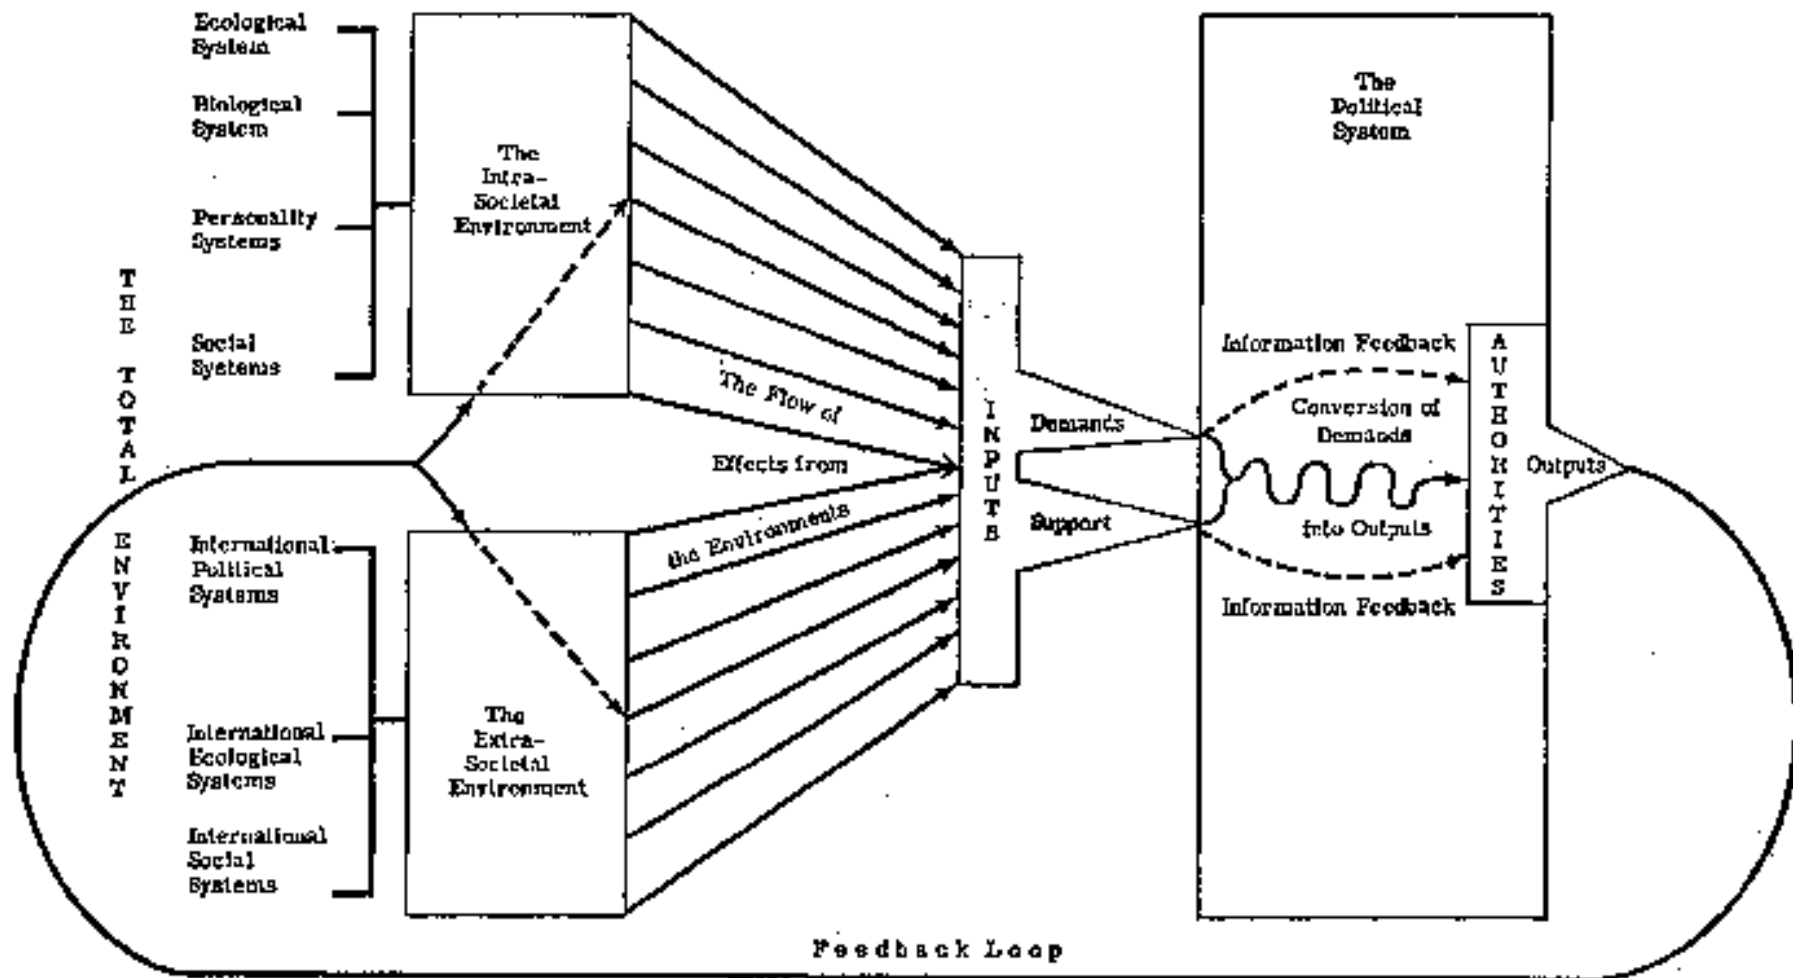 Ecological
System
Biological
System
Personality
Systems
Social
Systems
THE TOTAL ENVIRONMENT
The
Intra-
Societal
Environment
International
Political
Systems
International
Ecological
Systems
International
Social
Systems
The
Extra-
Societal
Environment
The Flow of
Effects from
the Environments
INPUTS
Demands
Support
The
Political
System
Information Feedback
Conversion of
Demands
into Outputs
Information Feedback
AUTHORITIES
Outputs
Feedback Loop